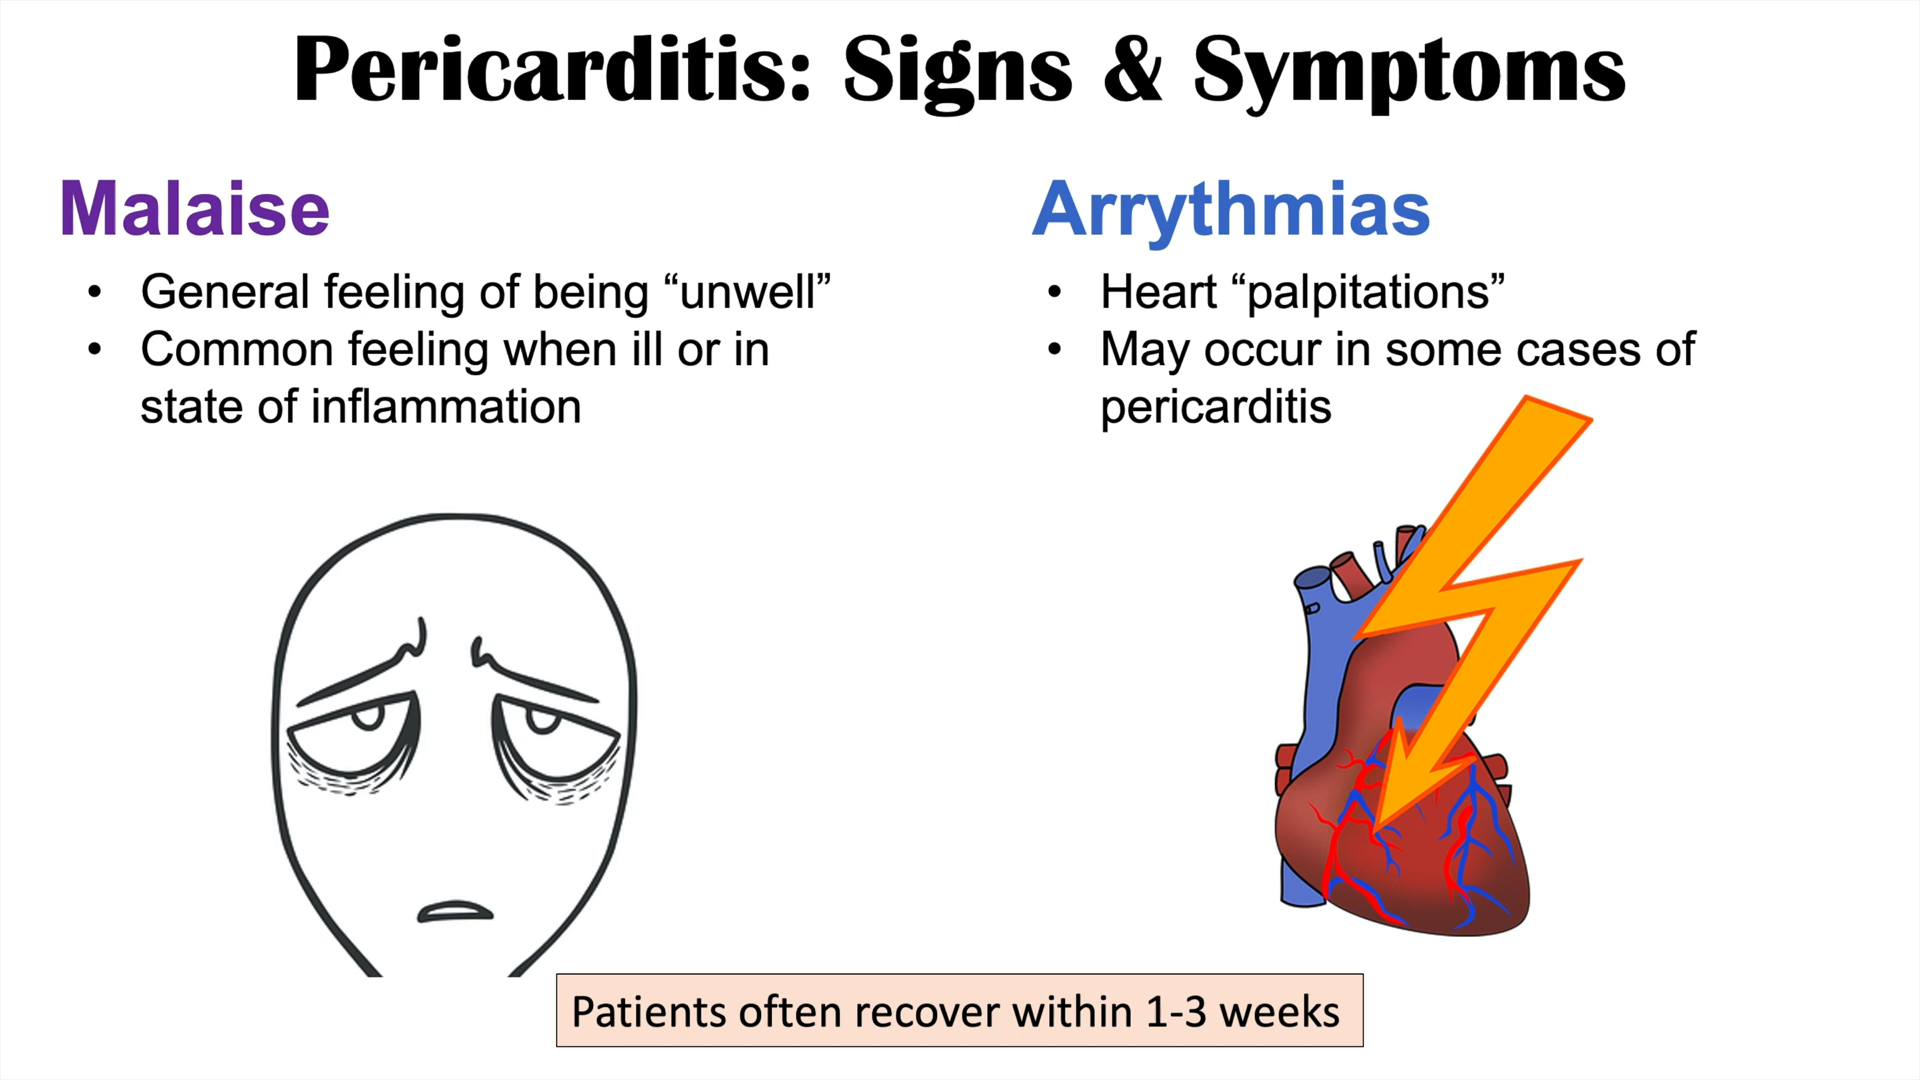 Pericarditis: Signs & Symptoms
Malaise
• General feeling of being “unwell”
• Common feeling when ill or in
state of inflammation
Arrythmias
• Heart “palpitations”
• May occur in some cases of
pericarditis
Patients often recover within 1-3 weeks